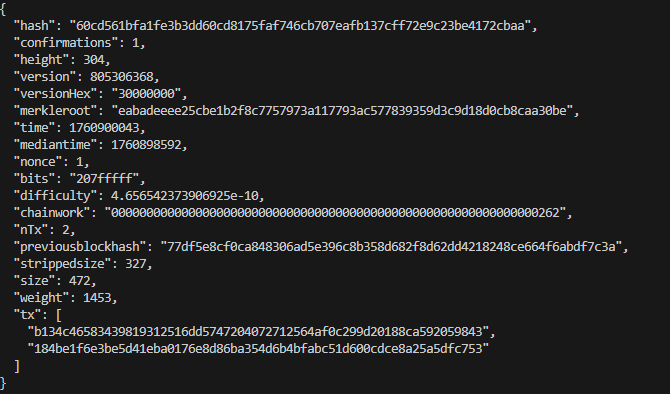 {
  "hash": "60cd561bfa1fe3b3dd60cd8175faf746cb707eafb137cff72e9c23be4172cbaa",
  "confirmations": 1,
  "height": 304,
  "version": 805306368,
  "versionHex": "30000000",
  "merkleroot": "eabadeeee25cbe1b2f8c7757973a117793ac577839359d3c9d18d0cb8caa30be",
  "time": 1760900043,
  "mediantime": 1760898592,
  "nonce": 1,
  "bits": "207fffff",
  "difficulty": 4.656542373906925e-10,
  "chainwork": "0000000000000000000000000000000000000000000000000000000000000262",
  "nTx": 2,
  "previousblockhash": "77df5e8cf0ca848306ad5e396c8b358d682f8d62dd4218248ce664f6abdf7c3a",
  "strippedsize": 327,
  "size": 472,
  "weight": 1453,
  "tx": [
    "b134c46583439819312516dd5747204072712564af0c299d20188ca592059843",
    "184be1f6e3be5d41eba0176e8d86ba354d6b4bfabc51d600cdce8a25a5dfc753"
  ]
}